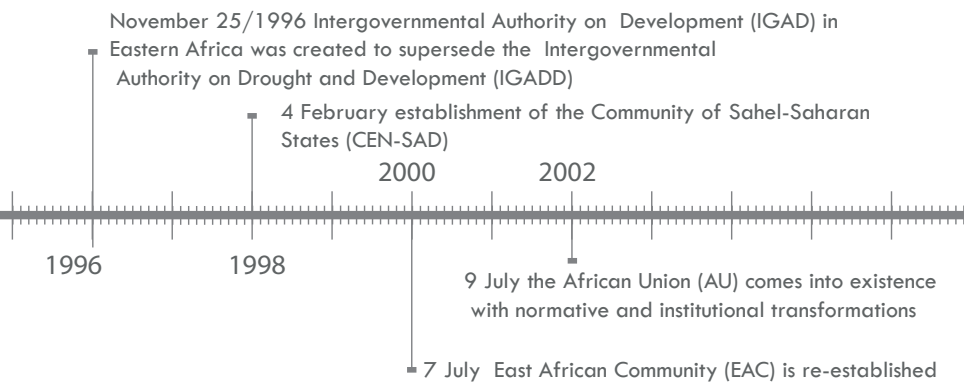 November 25/1996 Intergovernmental Authority on Development (IGAD) in
Eastern Africa was created to supersede the Intergovernmental
Authority on Drought and Development (IGADD)
4 February establishment of the Community of Sahel-Saharan
States (CEN-SAD)
2000
2002
1996
1998
9 July the African Union (AU) comes into existence
with normative and institutional transformations
7 July East African Community (EAC) is re-established